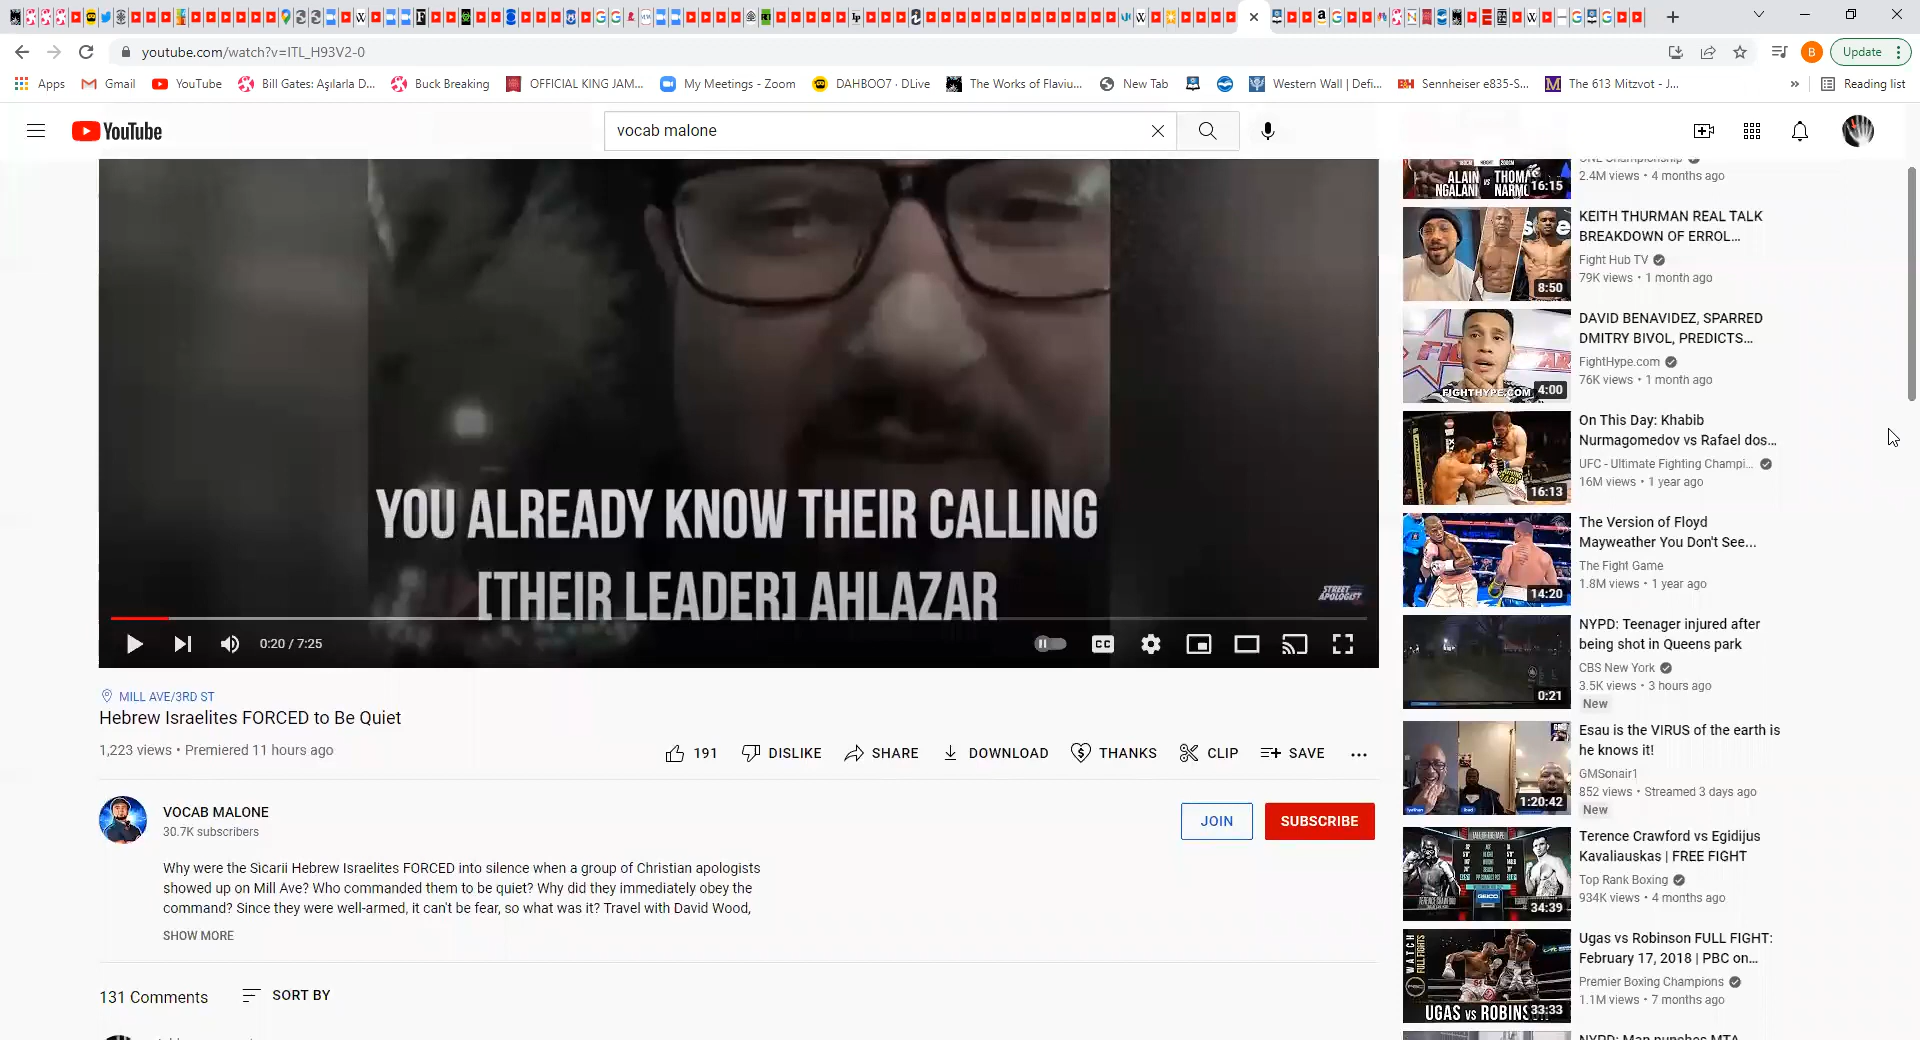 youtube.com/watch?v=ITL_H93V2-0
Update
Apps
Gmail
YouTube
Bill Gates: Aşılarla D...
Buck Breaking
OFFICIAL KING JAM...
My Meetings - Zoom
DAHBOO7 · DLive
The Works of Flaviu...
New Tab
Western Wall | Defi...
Sennheiser e835-S...
The 613 Mitzvot - J...
»
Reading list
YouTube
vocab malone
YOU ALREADY KNOW THEIR CALLING
[THEIR LEADER] AHLAZAR
STREET
APOLOGIST
0:20 / 7:25
CC
MILL AVE/3RD ST
Hebrew Israelites FORCED to Be Quiet
1,223 views • Premiered 11 hours ago
191
DISLIKE
SHARE
DOWNLOAD
THANKS
CLIP
SAVE
VOCAB MALONE
30.7K subscribers
JOIN
SUBSCRIBE
Why were the Sicarii Hebrew Israelites FORCED into silence when a group of Christian apologists
showed up on Mill Ave? Who commanded them to be quiet? Why did they immediately obey the
command? Since they were well-armed, it can't be fear, so what was it? Travel with David Wood,
SHOW MORE
131 Comments
SORT BY
ALAIN
NGALANI
VS
THOMA
NARMO
16:15
ONE Championship
2.4M views • 4 months ago
8:50
KEITH THURMAN REAL TALK
BREAKDOWN OF ERROL...
Fight Hub TV
79K views • 1 month ago
FIGHTHYPE.COM
4:00
DAVID BENAVIDEZ, SPARRED
DMITRY BIVOL, PREDICTS...
FightHype.com
76K views • 1 month ago
16:13
On This Day: Khabib
Nurmagomedov vs Rafael dos...
UFC - Ultimate Fighting Champi...
16M views • 1 year ago
14:20
The Version of Floyd
Mayweather You Don't See...
The Fight Game
1.8M views • 1 year ago
0:21
NYPD: Teenager injured after
being shot in Queens park
CBS New York
3.5K views • 3 hours ago
New
GMS
1:20:42
Esau is the VIRUS of the earth is
he knows it!
GMSonair1
852 views • Streamed 3 days ago
New
GEICO
34:39
Terence Crawford vs Egidijus
Kavaliauskas | FREE FIGHT
Top Rank Boxing
934K views • 4 months ago
WATCH
FULL FIGHTS
PBC
UGAS vs ROBINS
33:33
Ugas vs Robinson FULL FIGHT:
February 17, 2018 | PBC on...
Premier Boxing Champions
1.1M views • 7 months ago
NYPD: Man punches MTA